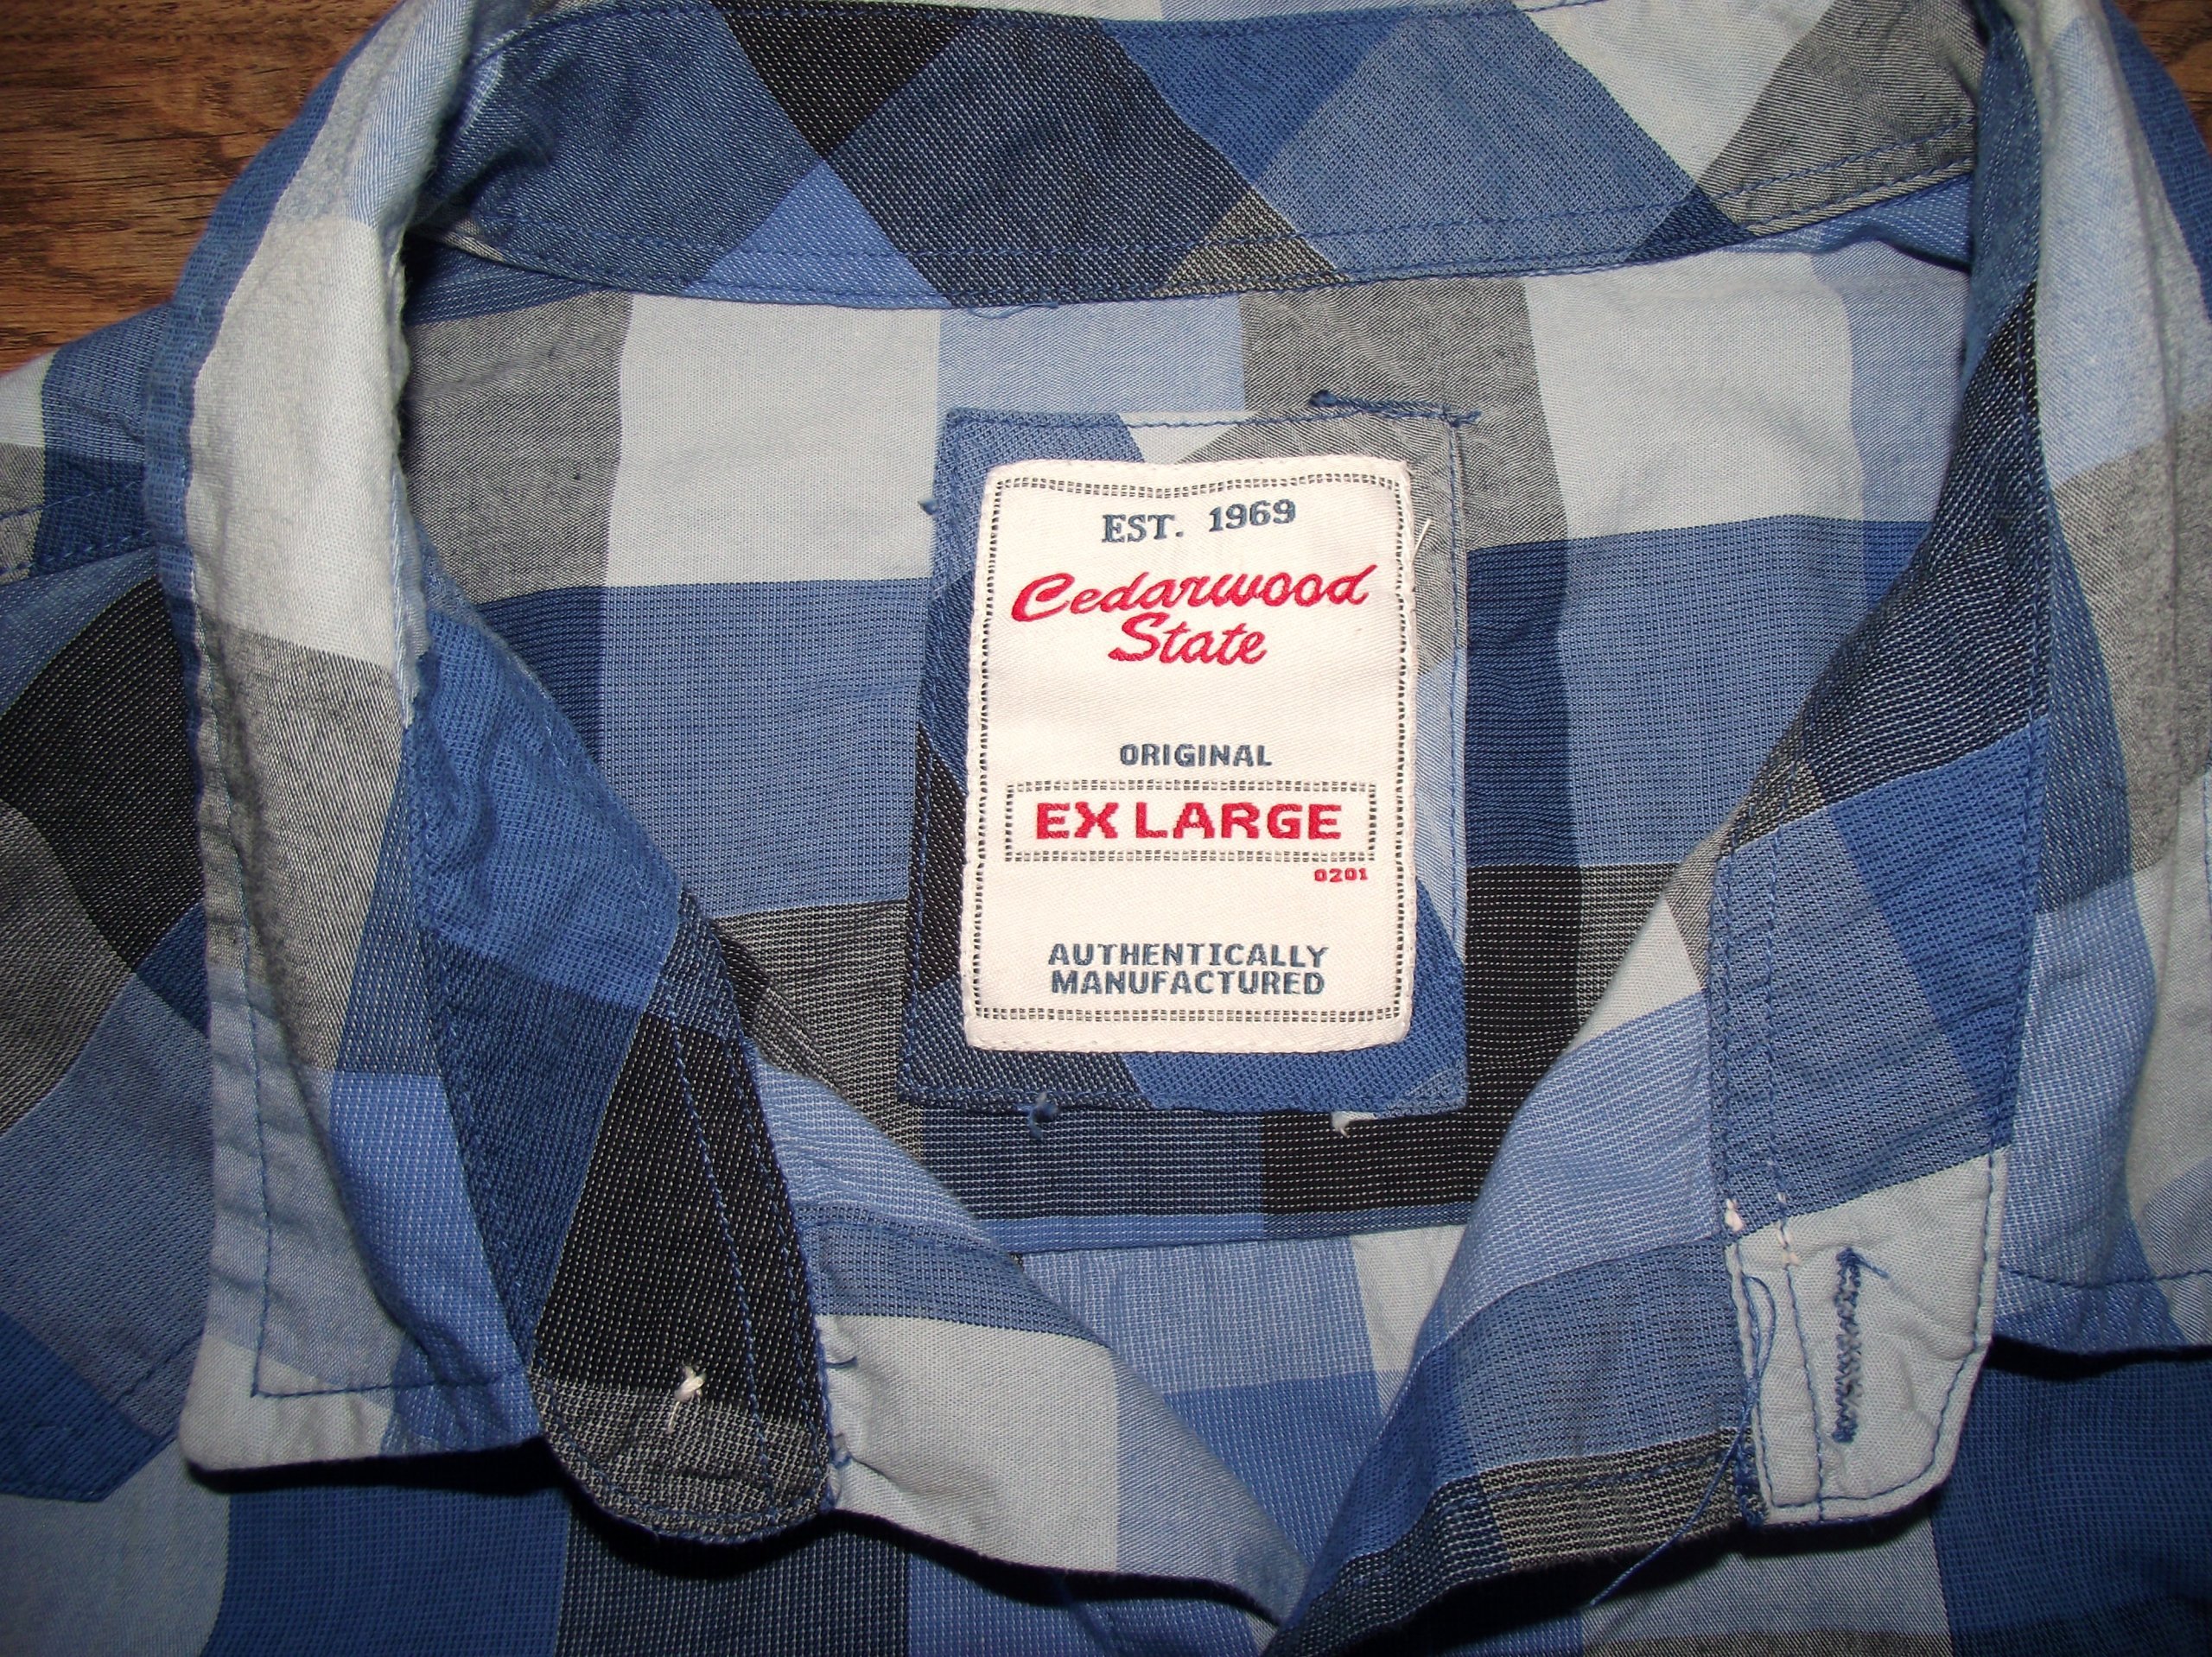 EST. 1969
Cedarwood
State
ORIGINAL
EX LARGE
0201
AUTHENTICALLY
MANUFACTURED